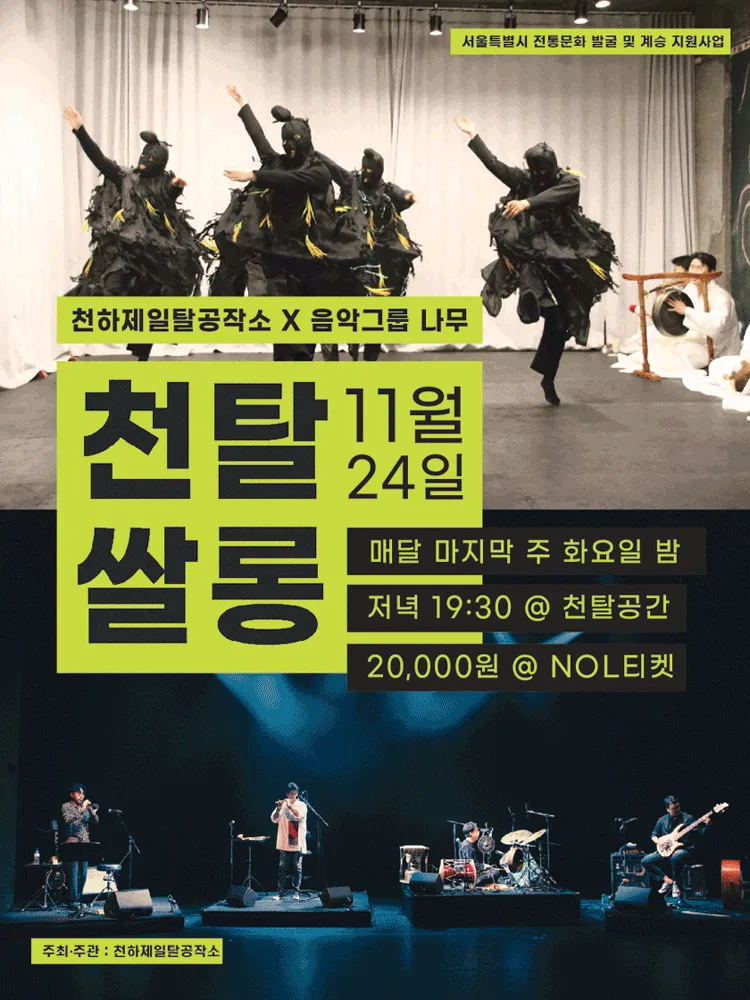 서울특별시 전통문화 발굴 및 계승 지원사업
천하제일탈공작소 X 음악그룹 나무
천탈
쌀롱
11월
24일
매달 마지막 주 화요일 밤
저녁 19:30 @ 천탈공간
20,000원 @ NOL티켓
주최·주관 : 천하제일탈공작소